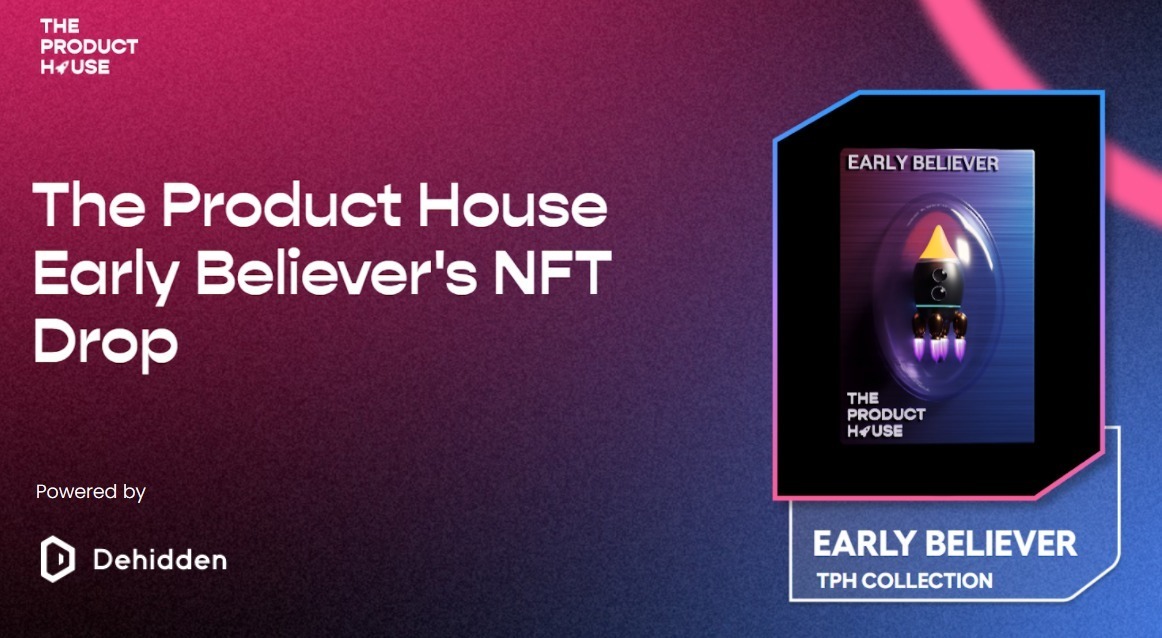 THE
PRODUCT
HOUSE
The Product House
Early Believer's NFT
Drop
Powered by
Dehidden
EARLY BELIEVER
THE
PRODUCT
HOUSE
EARLY BELIEVER
TPH COLLECTION